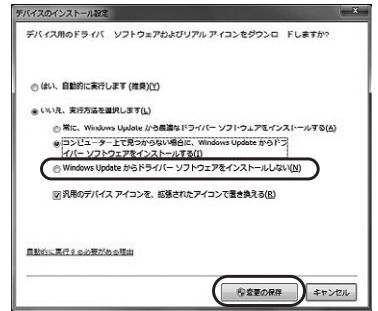 デバイスのインストール設定
デバイス用のドライバ ソフトウェアおよびリアル アイコンをダウンロ ドしますか?
はい、自動的に実行します (推奨)(Y)
いいえ、実行方法を選択します(L)
常に、Windows Update から最適なドライバー ソフトウェアをインストールする(A)
コンピューター上で見つからない場合に、Windows Update からドラ
イバー ソフトウェアをインストールする(I)
Windows Update からドライバー ソフトウェアをインストールしない(N)
汎用のデバイス アイコンを、拡張されたアイコンで置き換える(R)
自動的に実行する必要がある理由
変更の保存
キャンセル